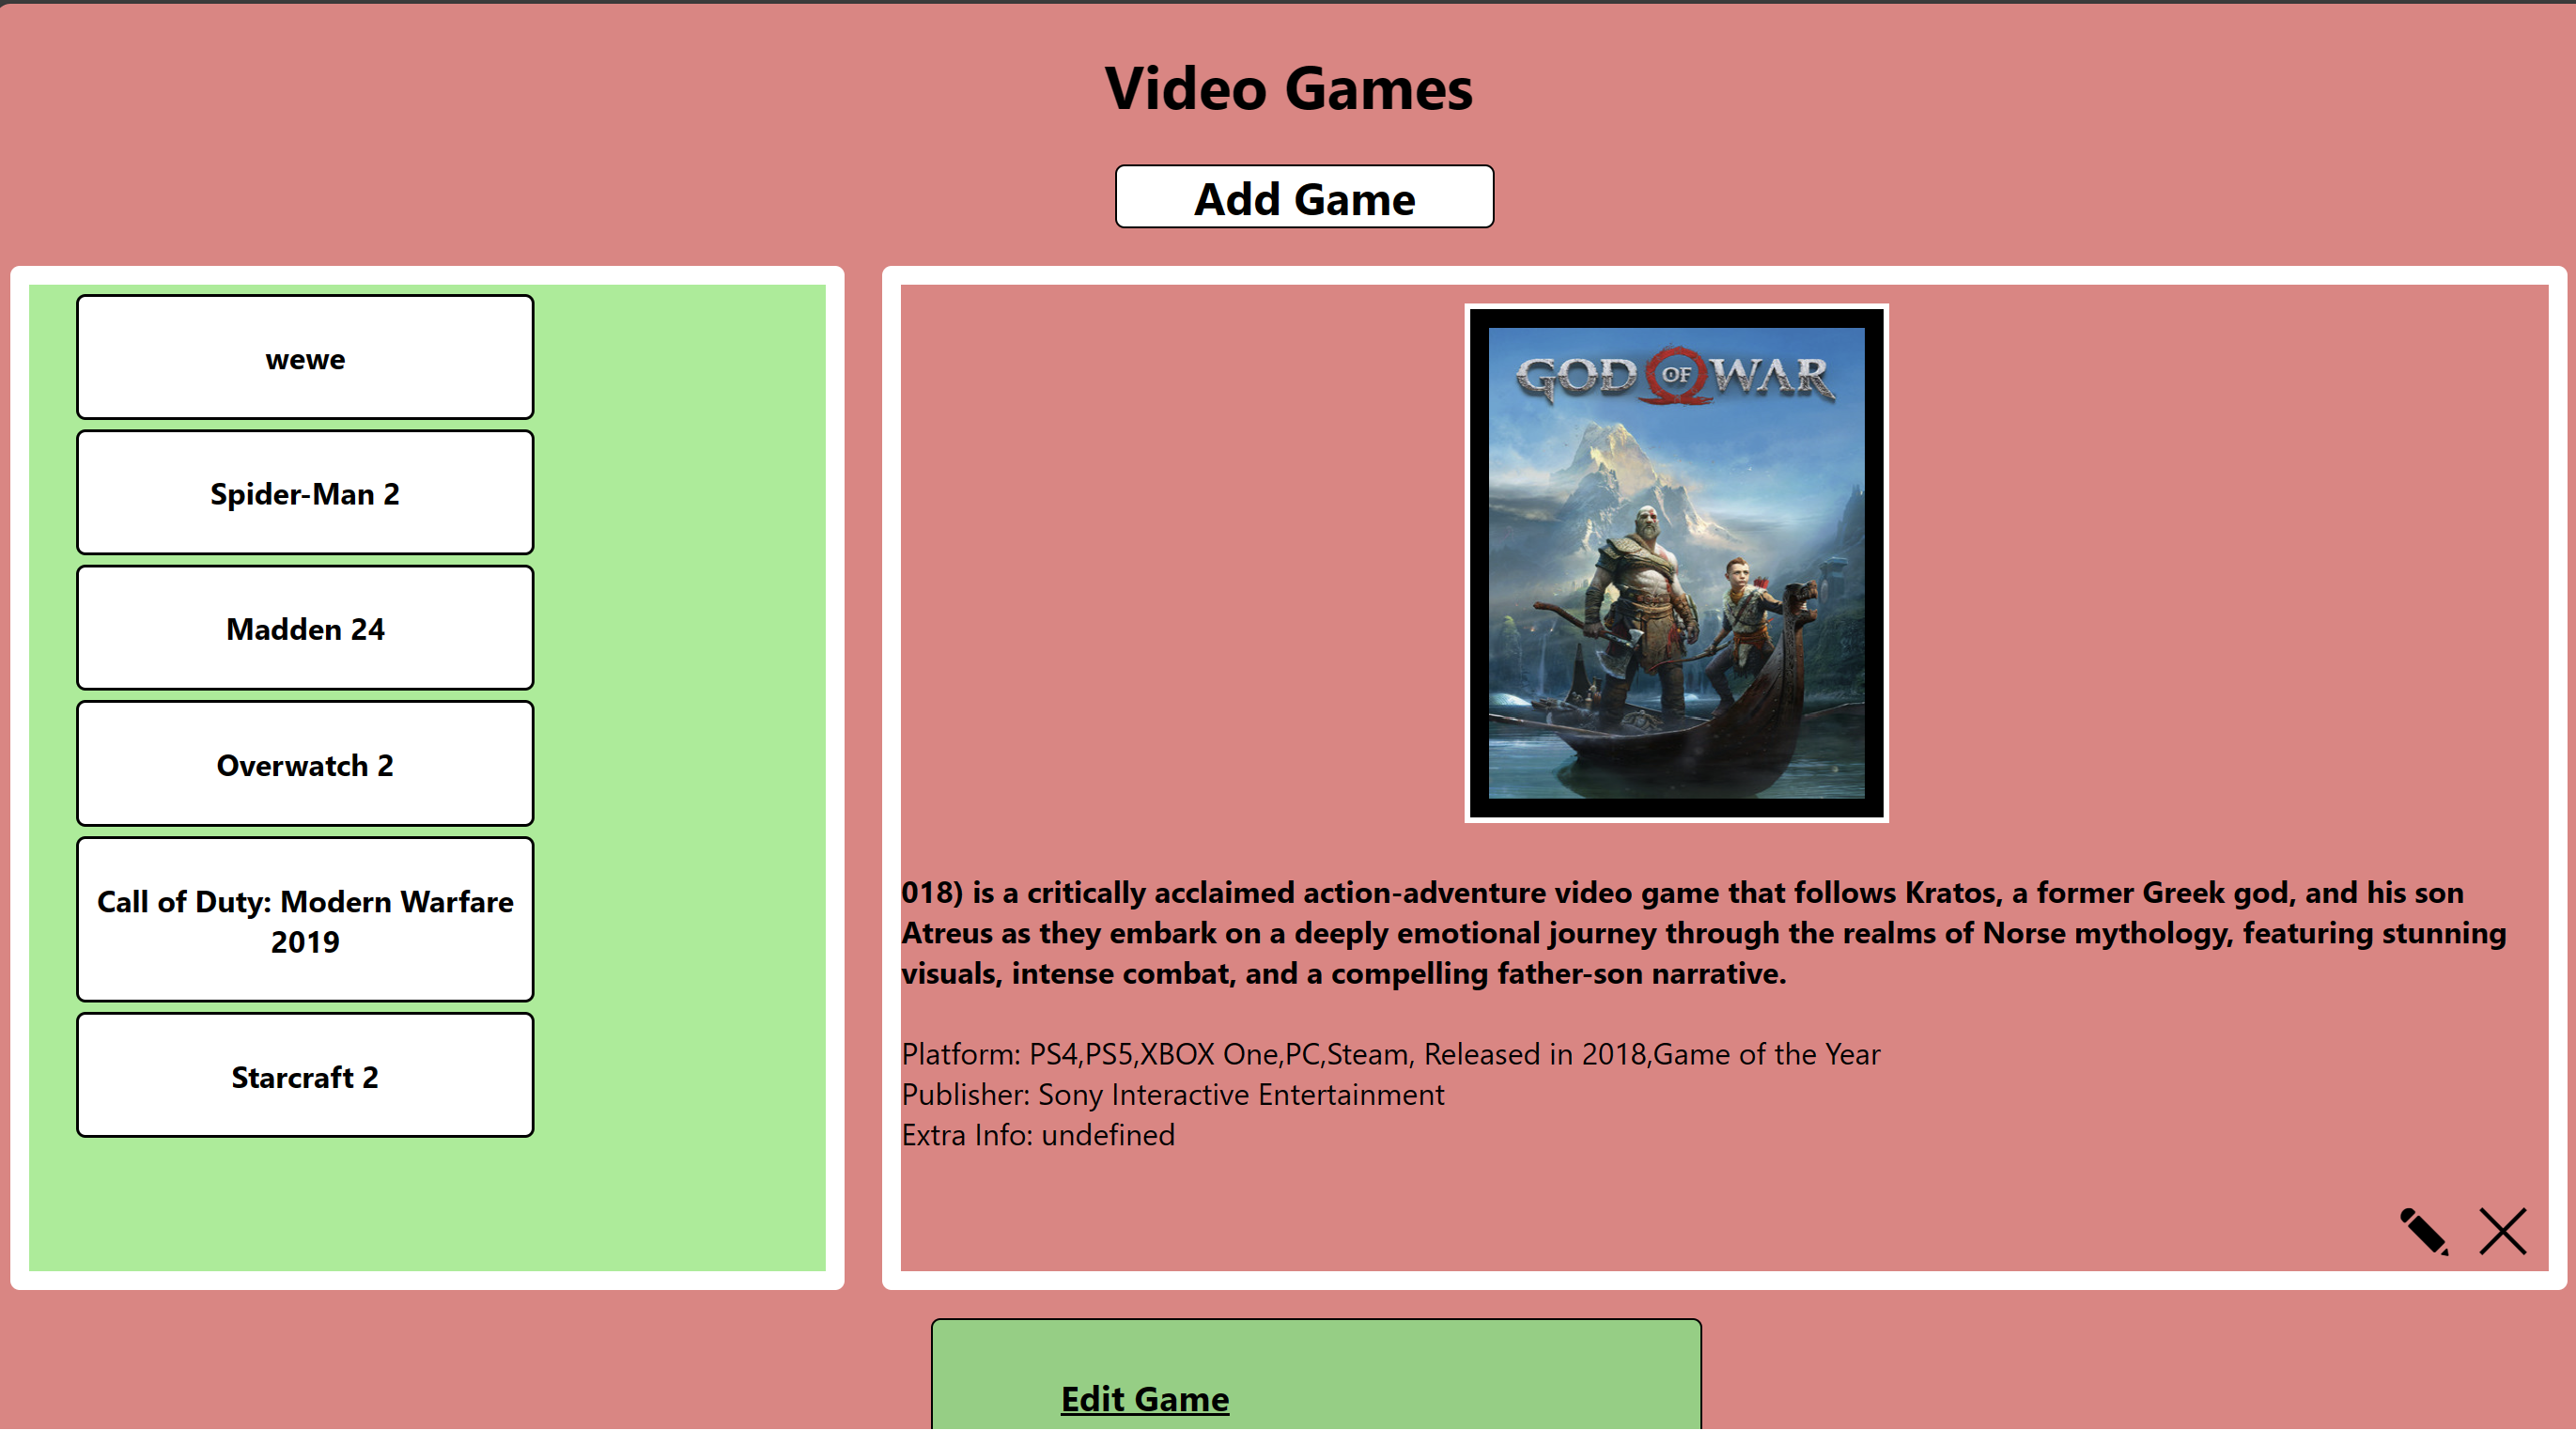 Video Games
Add Game
wewe
Spider-Man 2
Madden 24
Overwatch 2
Call of Duty: Modern Warfare
2019
Starcraft 2
GOD OF WAR
018) is a critically acclaimed action-adventure video game that follows Kratos, a former Greek god, and his son
Atreus as they embark on a deeply emotional journey through the realms of Norse mythology, featuring stunning
visuals, intense combat, and a compelling father-son narrative.
Platform: PS4,PS5,XBOX One,PC,Steam, Released in 2018,Game of the Year
Publisher: Sony Interactive Entertainment
Extra Info: undefined
Edit Game